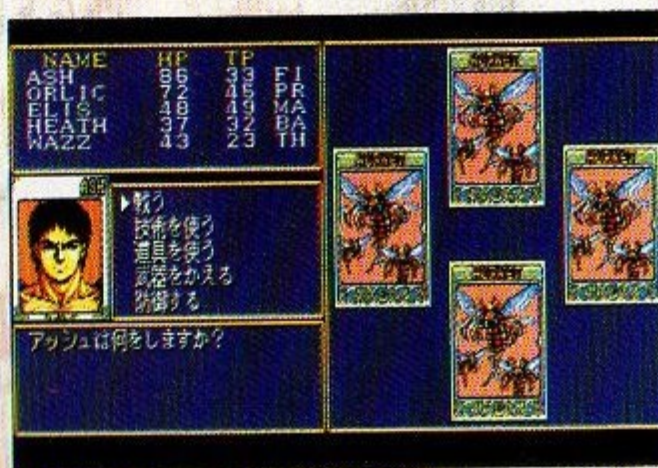 NAME HP TP
ASH 86 33 FI
ORLIC 72 45 PR
ELIS 48 49 MA
HEATH 37 32 BA
WAZZ 43 23 TH
ASH
▶戦う
技術を使う
道具を使う
武器をかえる
防御する
アッシュは何をしますか?